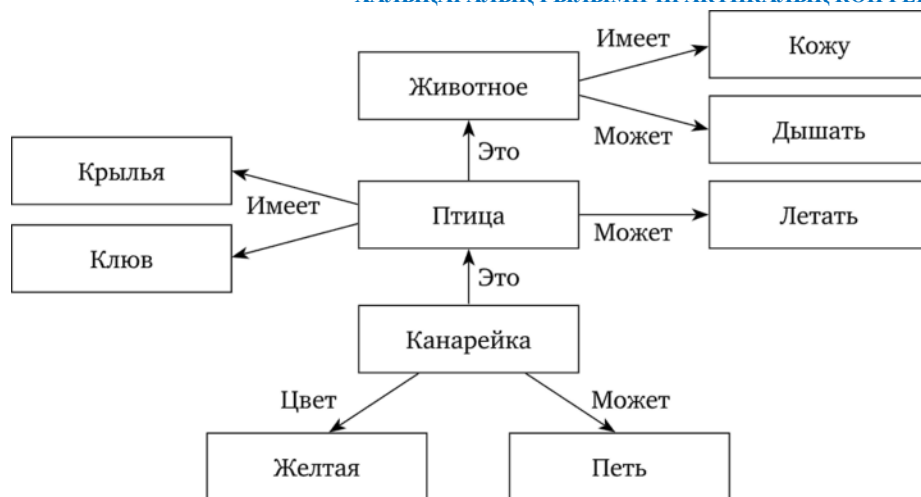 Имеет
Кожу
Животное
Может
Дышать
Это
Крылья
Имеет
Птица
Может
Летать
Клюв
Это
Канарейка
Цвет
Может
Желтая
Петь